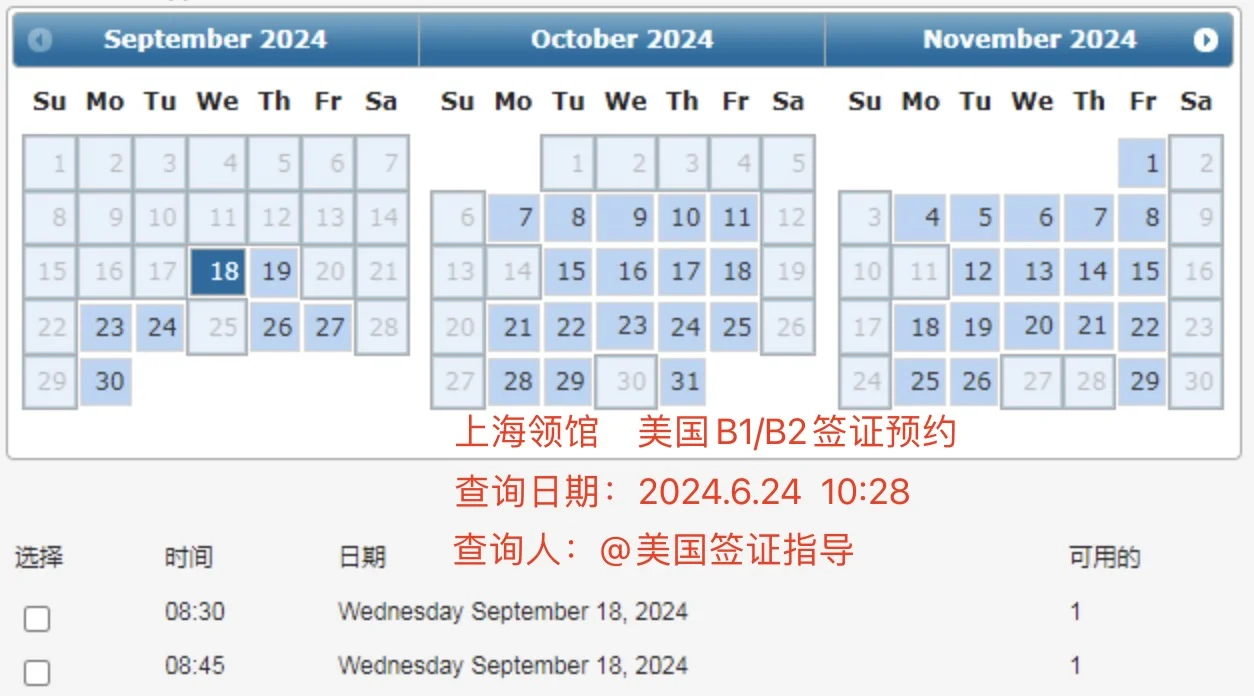 September 2024 October 2024 November 2024
Su Mo Tu We Th Fr Sa Su Mo Tu We Th Fr Sa Su Mo Tu We Th Fr Sa
1 2 3 4 5 6 7 1 2 3 4 5 1 2
8 9 10 11 12 13 14 6 7 8 9 10 11 12 3 4 5 6 7 8 9
15 16 17 18 19 20 21 13 14 15 16 17 18 19 10 11 12 13 14 15 16
22 23 24 25 26 27 28 20 21 22 23 24 25 26 17 18 19 20 21 22 23
29 30 27 28 29 30 31 24 25 26 27 28 29 30
上海领馆 美国B1/B2签证预约
查询日期：2024.6.24 10:28
查询人：@美国签证指导
选择 时间 日期 可用的
08:30 Wednesday September 18, 2024 1
08:45 Wednesday September 18, 2024 1